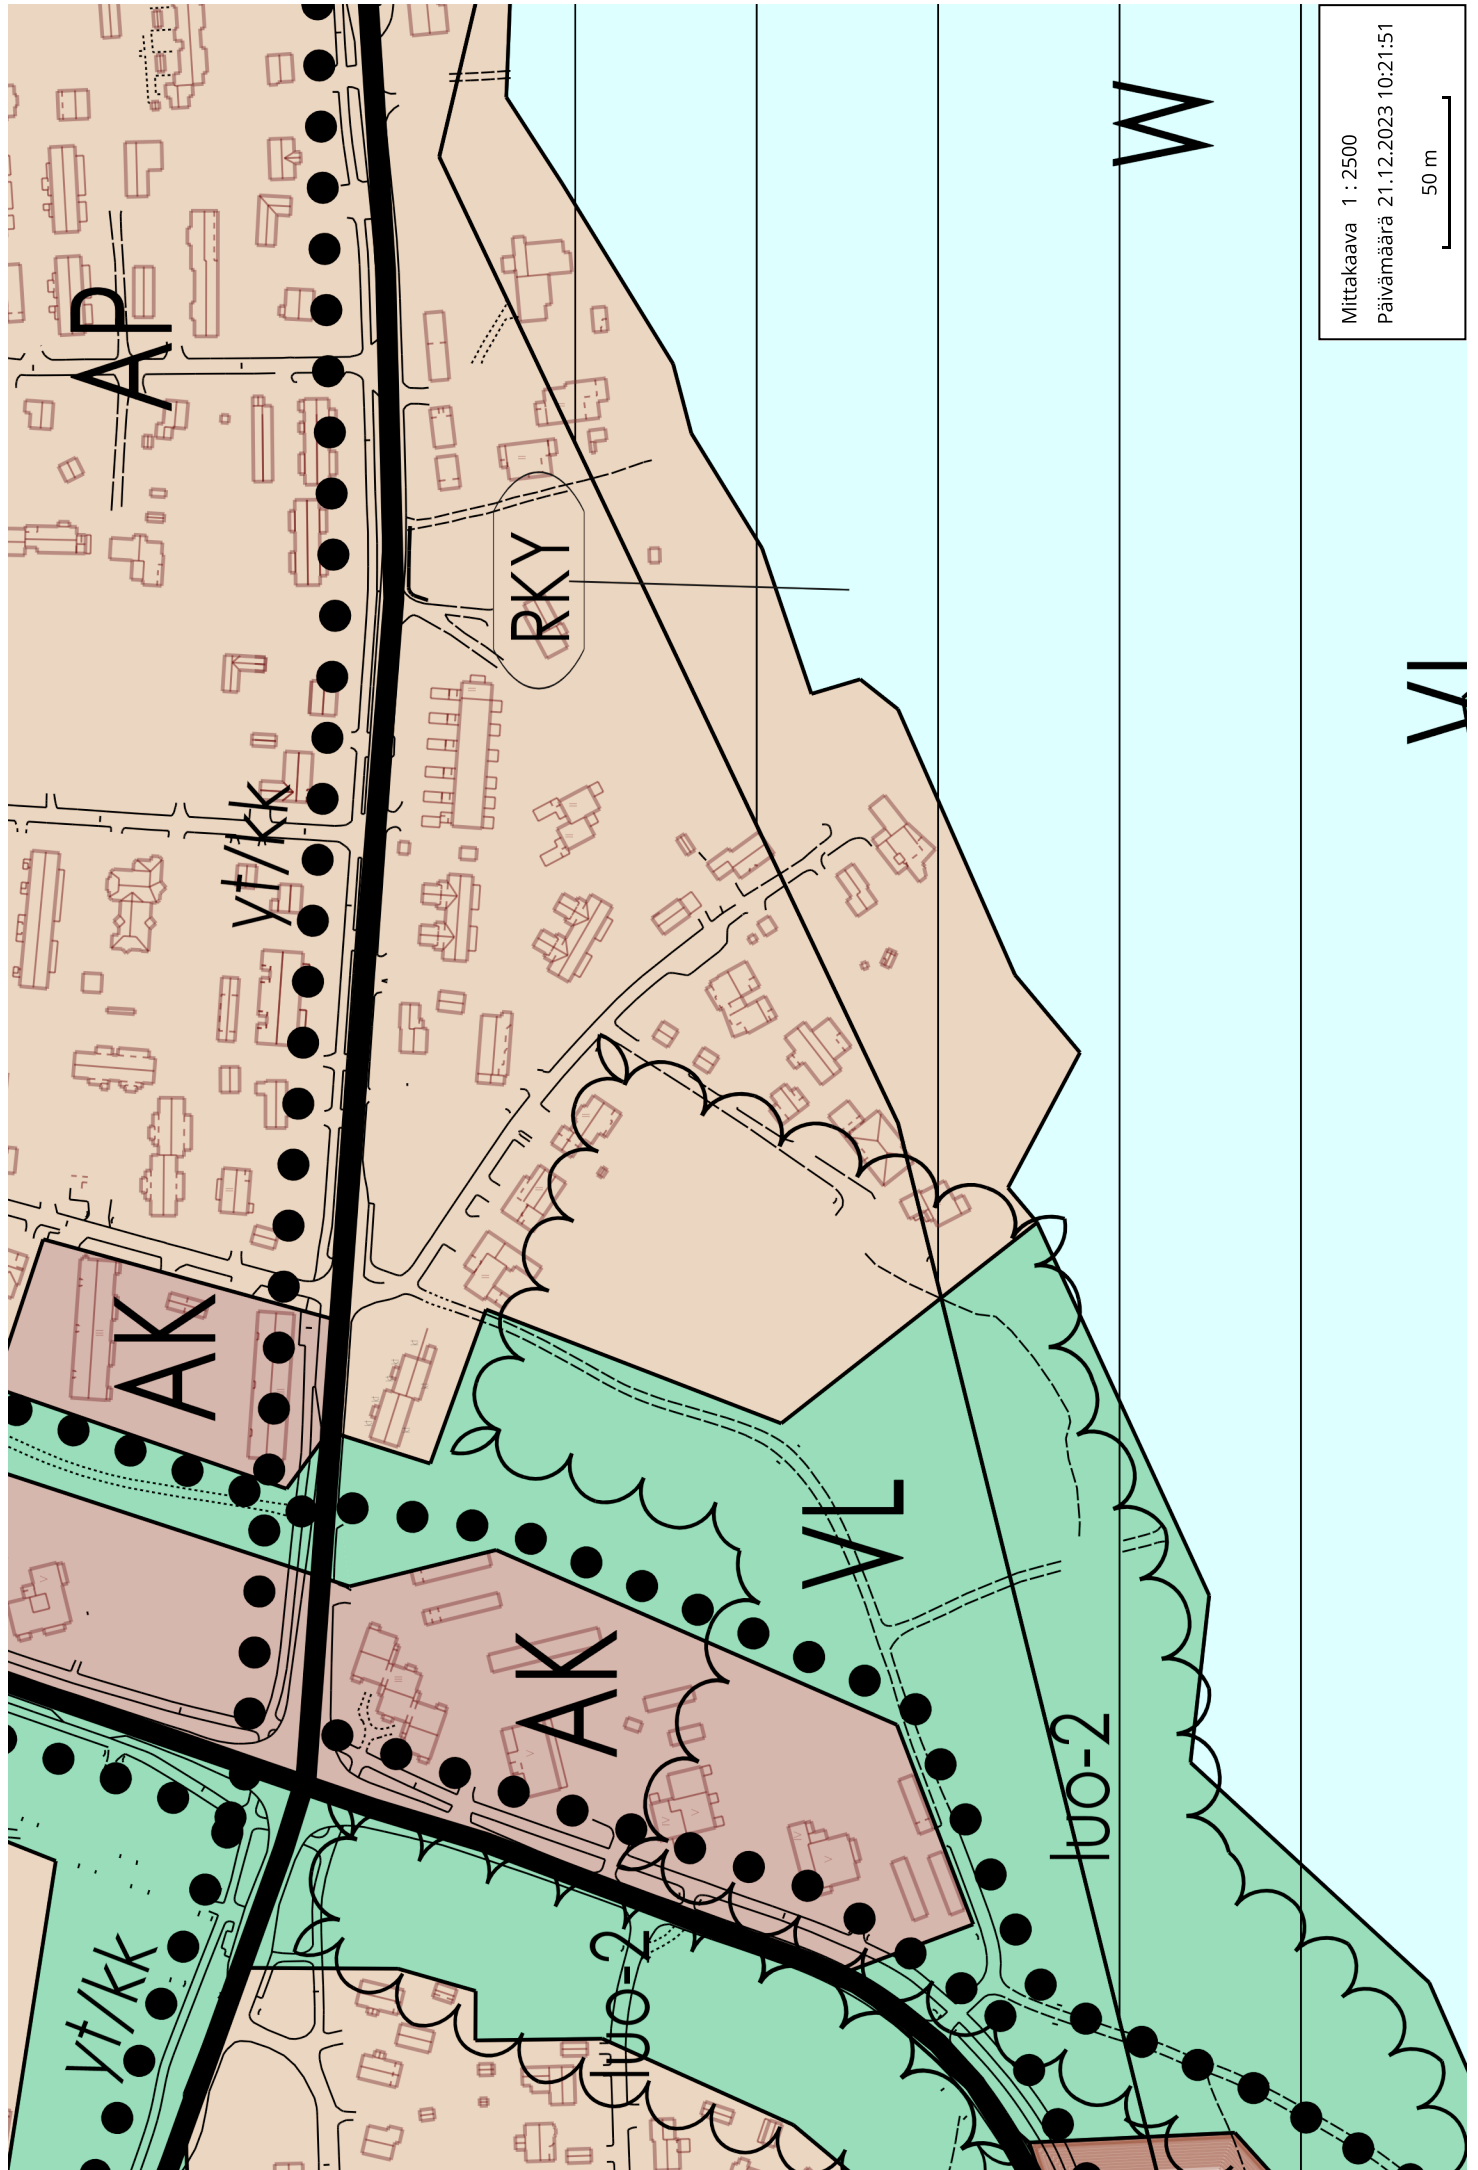 Mittakaava 1 : 2500
Päivämäärä 21.12.2023 10:21:51
50 m
W
AP
RKY
yt/kk
AK
VL
AK
luo-2
luo-2
yt/kk